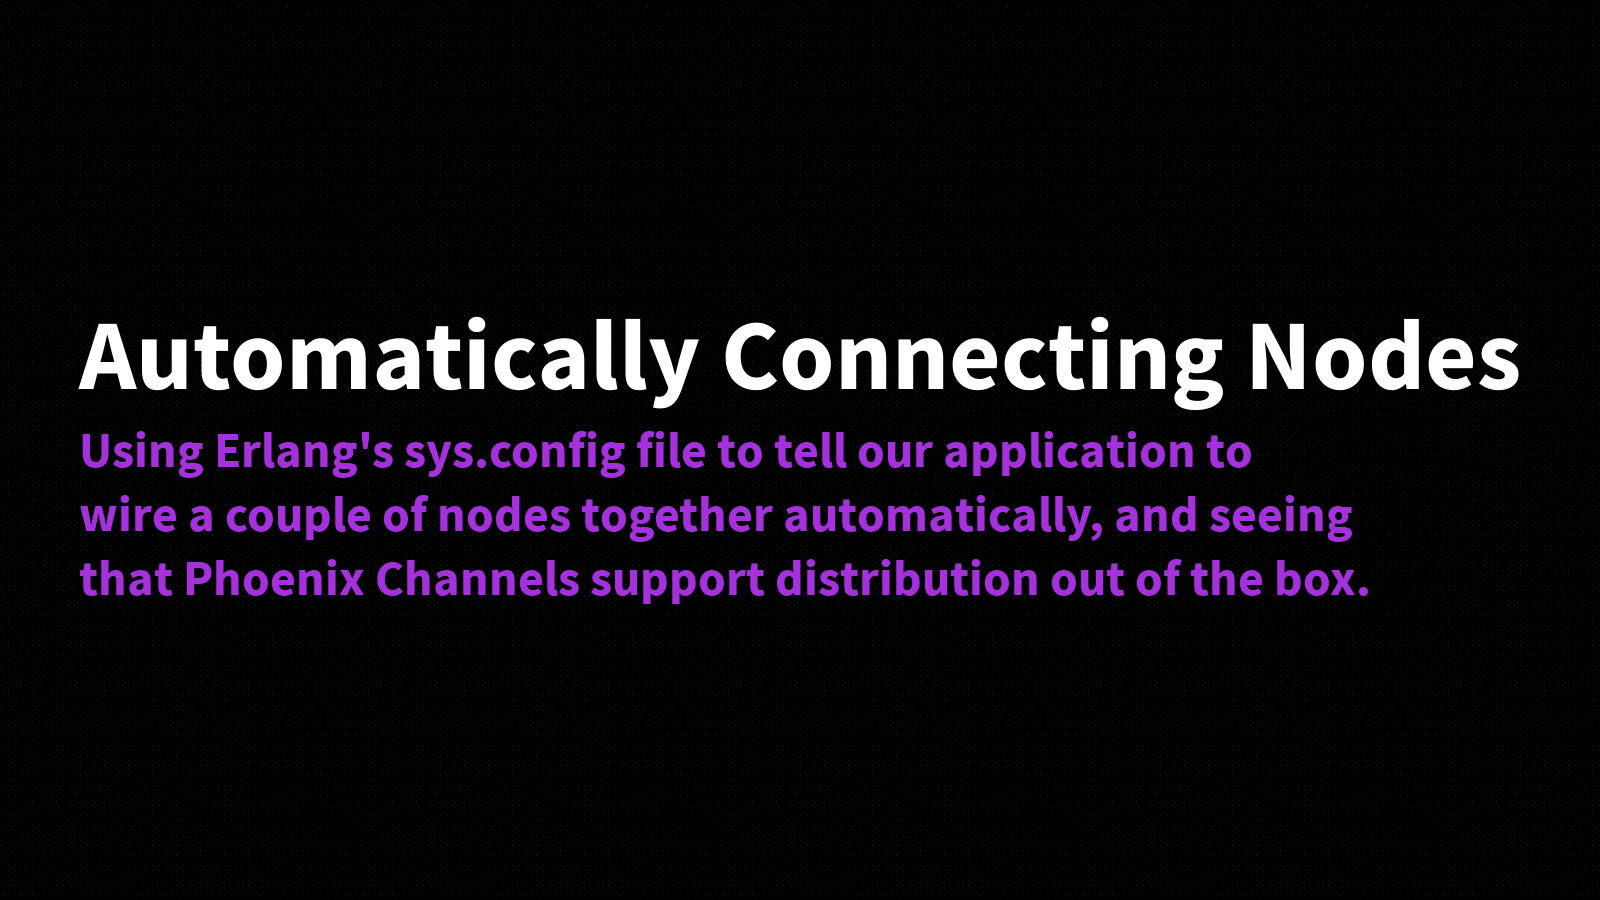 Automatically Connecting Nodes
Using Erlang's sys.config file to tell our application to
wire a couple of nodes together automatically, and seeing
that Phoenix Channels support distribution out of the box.